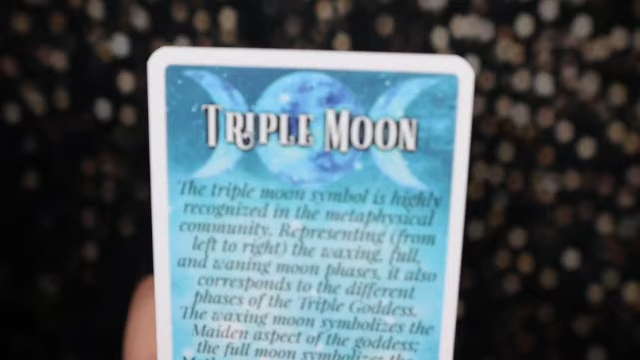 TRIPLE MOON
The triple moon symbol is highly
recognized in the metaphysical
community. Representing (from
left to right) the waxing, full,
and waning moon phases, it also
corresponds to the different
phases of the Triple Goddess.
The waxing moon symbolizes the
Maiden aspect of the goddess;
the full moon symbolizes the